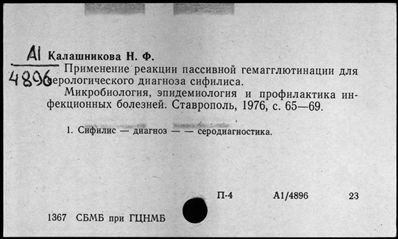 А1
4896
Калашникова Н. Ф.
Применение реакции пассивной гемагглютинации для
серологического диагноза сифилиса.
Микробиология, эпидемиология и профилактика ин-
фекционных болезней. Ставрополь, 1976, с. 65—69.
1. Сифилис — диагноз — — серодиагностика.
П-4 А1/4896 23
1367 СБМБ при ГЦНМБ